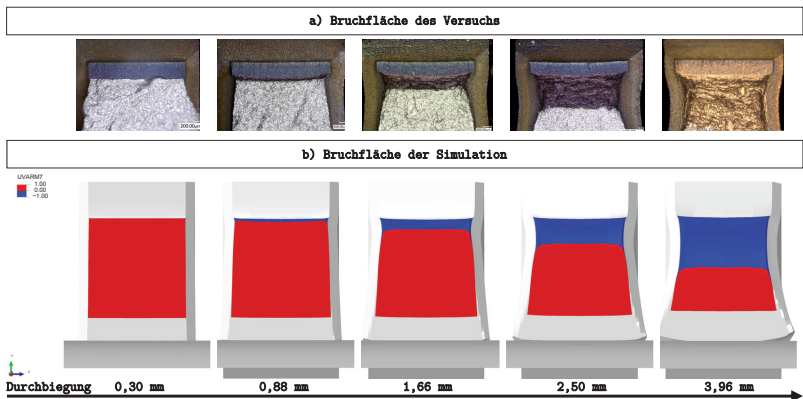 a) Bruchfläche des Versuchs
200.00µm
b) Bruchfläche der Simulation
UVARM7
1.00
0.00
-1.00
Durchbiegung 0,30 mm 0,88 mm 1,66 mm 2,50 mm 3,96 mm